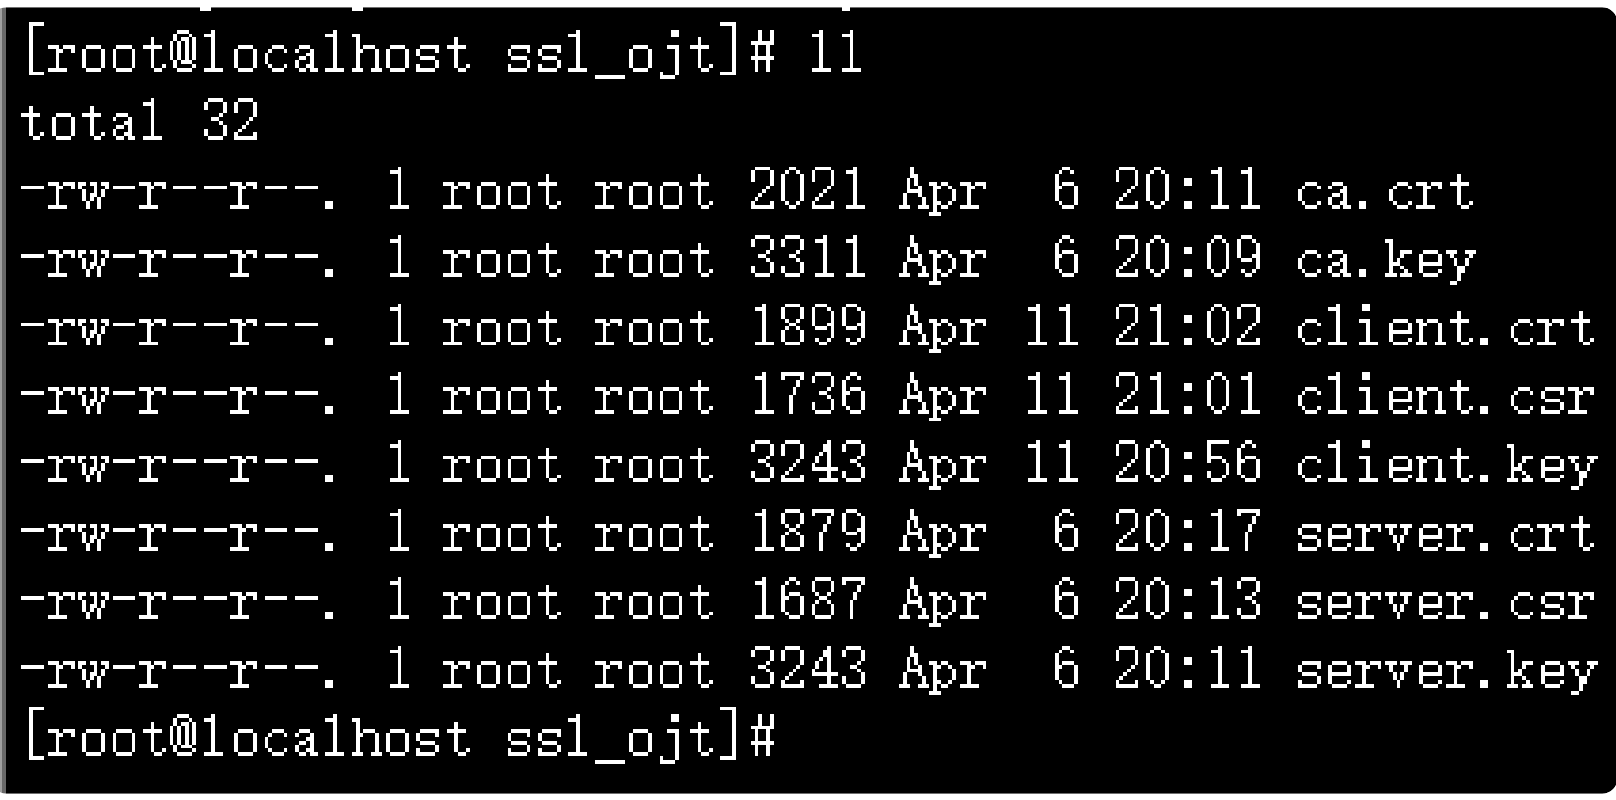 [root@localhost ssl_ojt]# ll
total 32
-rw-r--r--. 1 root root 2021 Apr  6 20:11 ca.crt
-rw-r--r--. 1 root root 3311 Apr  6 20:09 ca.key
-rw-r--r--. 1 root root 1899 Apr 11 21:02 client.crt
-rw-r--r--. 1 root root 1736 Apr 11 21:01 client.csr
-rw-r--r--. 1 root root 3243 Apr 11 20:56 client.key
-rw-r--r--. 1 root root 1879 Apr  6 20:17 server.crt
-rw-r--r--. 1 root root 1687 Apr  6 20:13 server.csr
-rw-r--r--. 1 root root 3243 Apr  6 20:11 server.key
[root@localhost ssl_ojt]#